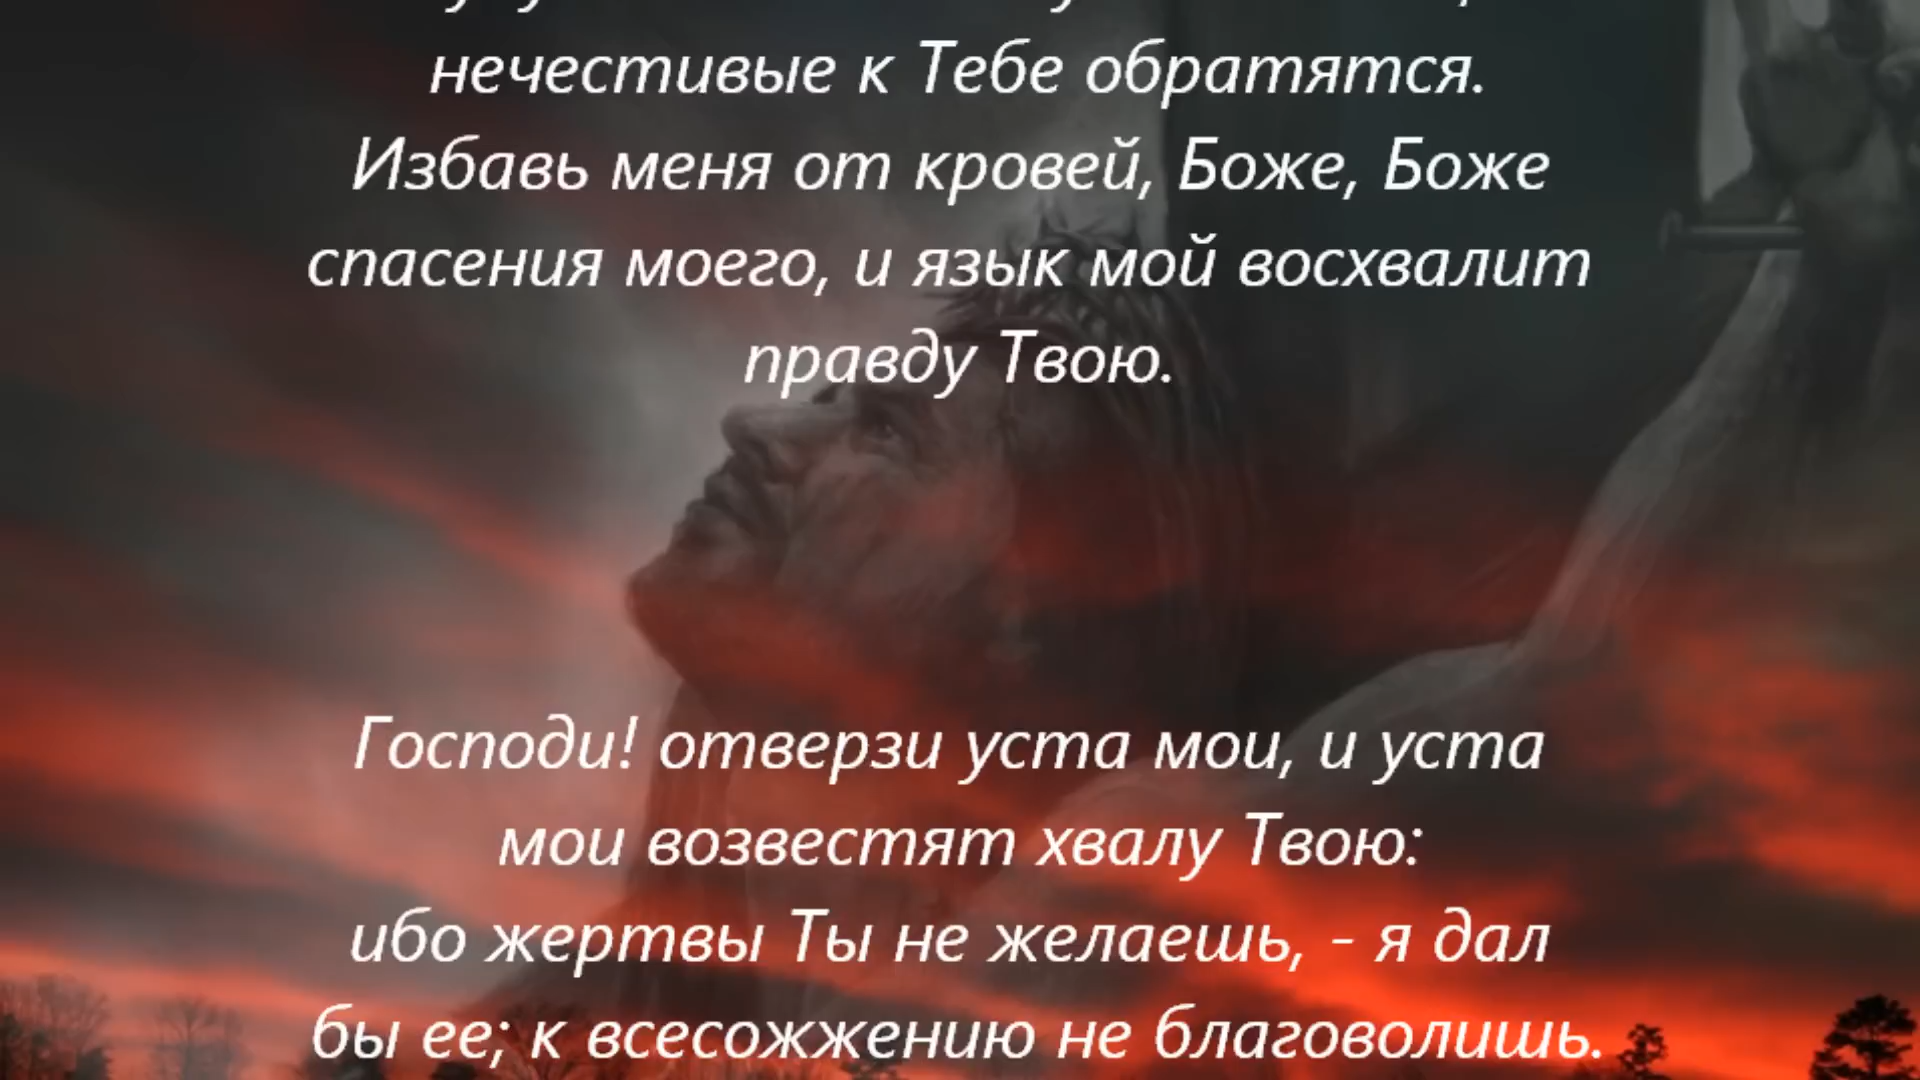 нечестивые к Тебе обратятся.
Избавь меня от кровей, Боже, Боже
спасения моего, и язык мой восхвалит
правду Твою.
Господи! отверзи уста мои, и уста
мои возвестят хвалу Твою:
ибо жертвы Ты не желаешь, - я дал
бы ее; к всесожжению не благоволишь.